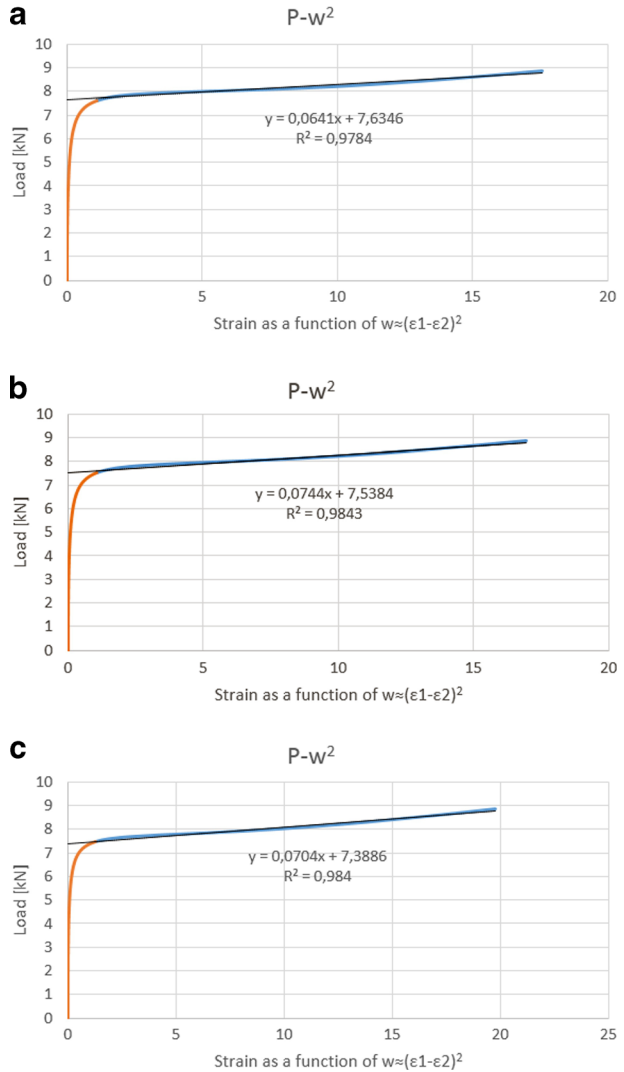 a
P-w²
10
9
8
7
6
5
4
3
2
1
0
Load [kN]
y = 0,0641x + 7,6346
R² = 0,9784
0 5 10 15 20
Strain as a function of w≈(ε1-ε2)²
b
P-w²
10
9
8
7
6
5
4
3
2
1
0
Load [kN]
y = 0,0744x + 7,5384
R² = 0,9843
0 5 10 15 20
Strain as a function of w≈(ε1-ε2)²
c
P-w²
10
9
8
7
6
5
4
3
2
1
0
Load [kN]
y = 0,0704x + 7,3886
R² = 0,984
0 5 10 15 20 25
Strain as a function of w≈(ε1-ε2)²